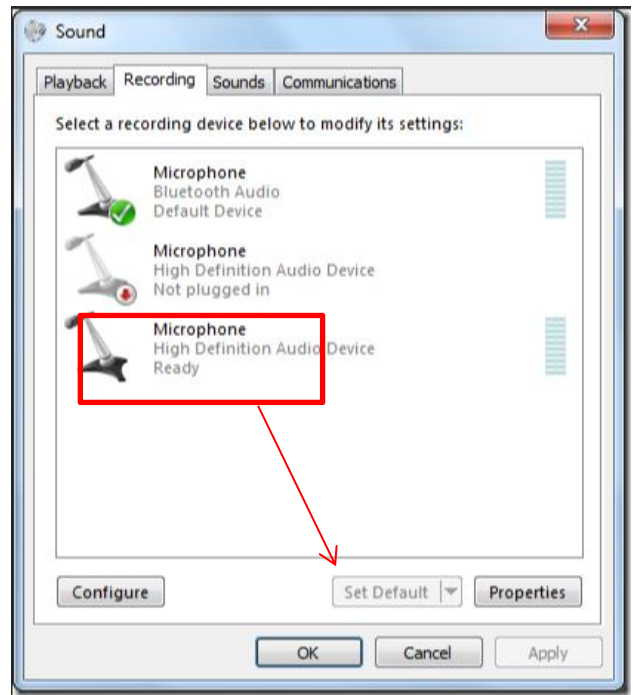 Sound
Playback Recording Sounds Communications
Select a recording device below to modify its settings:
Microphone
Bluetooth Audio
Default Device
Microphone
High Definition Audio Device
Not plugged in
Microphone
High Definition Audio Device
Ready
Configure Set Default Properties
OK Cancel Apply